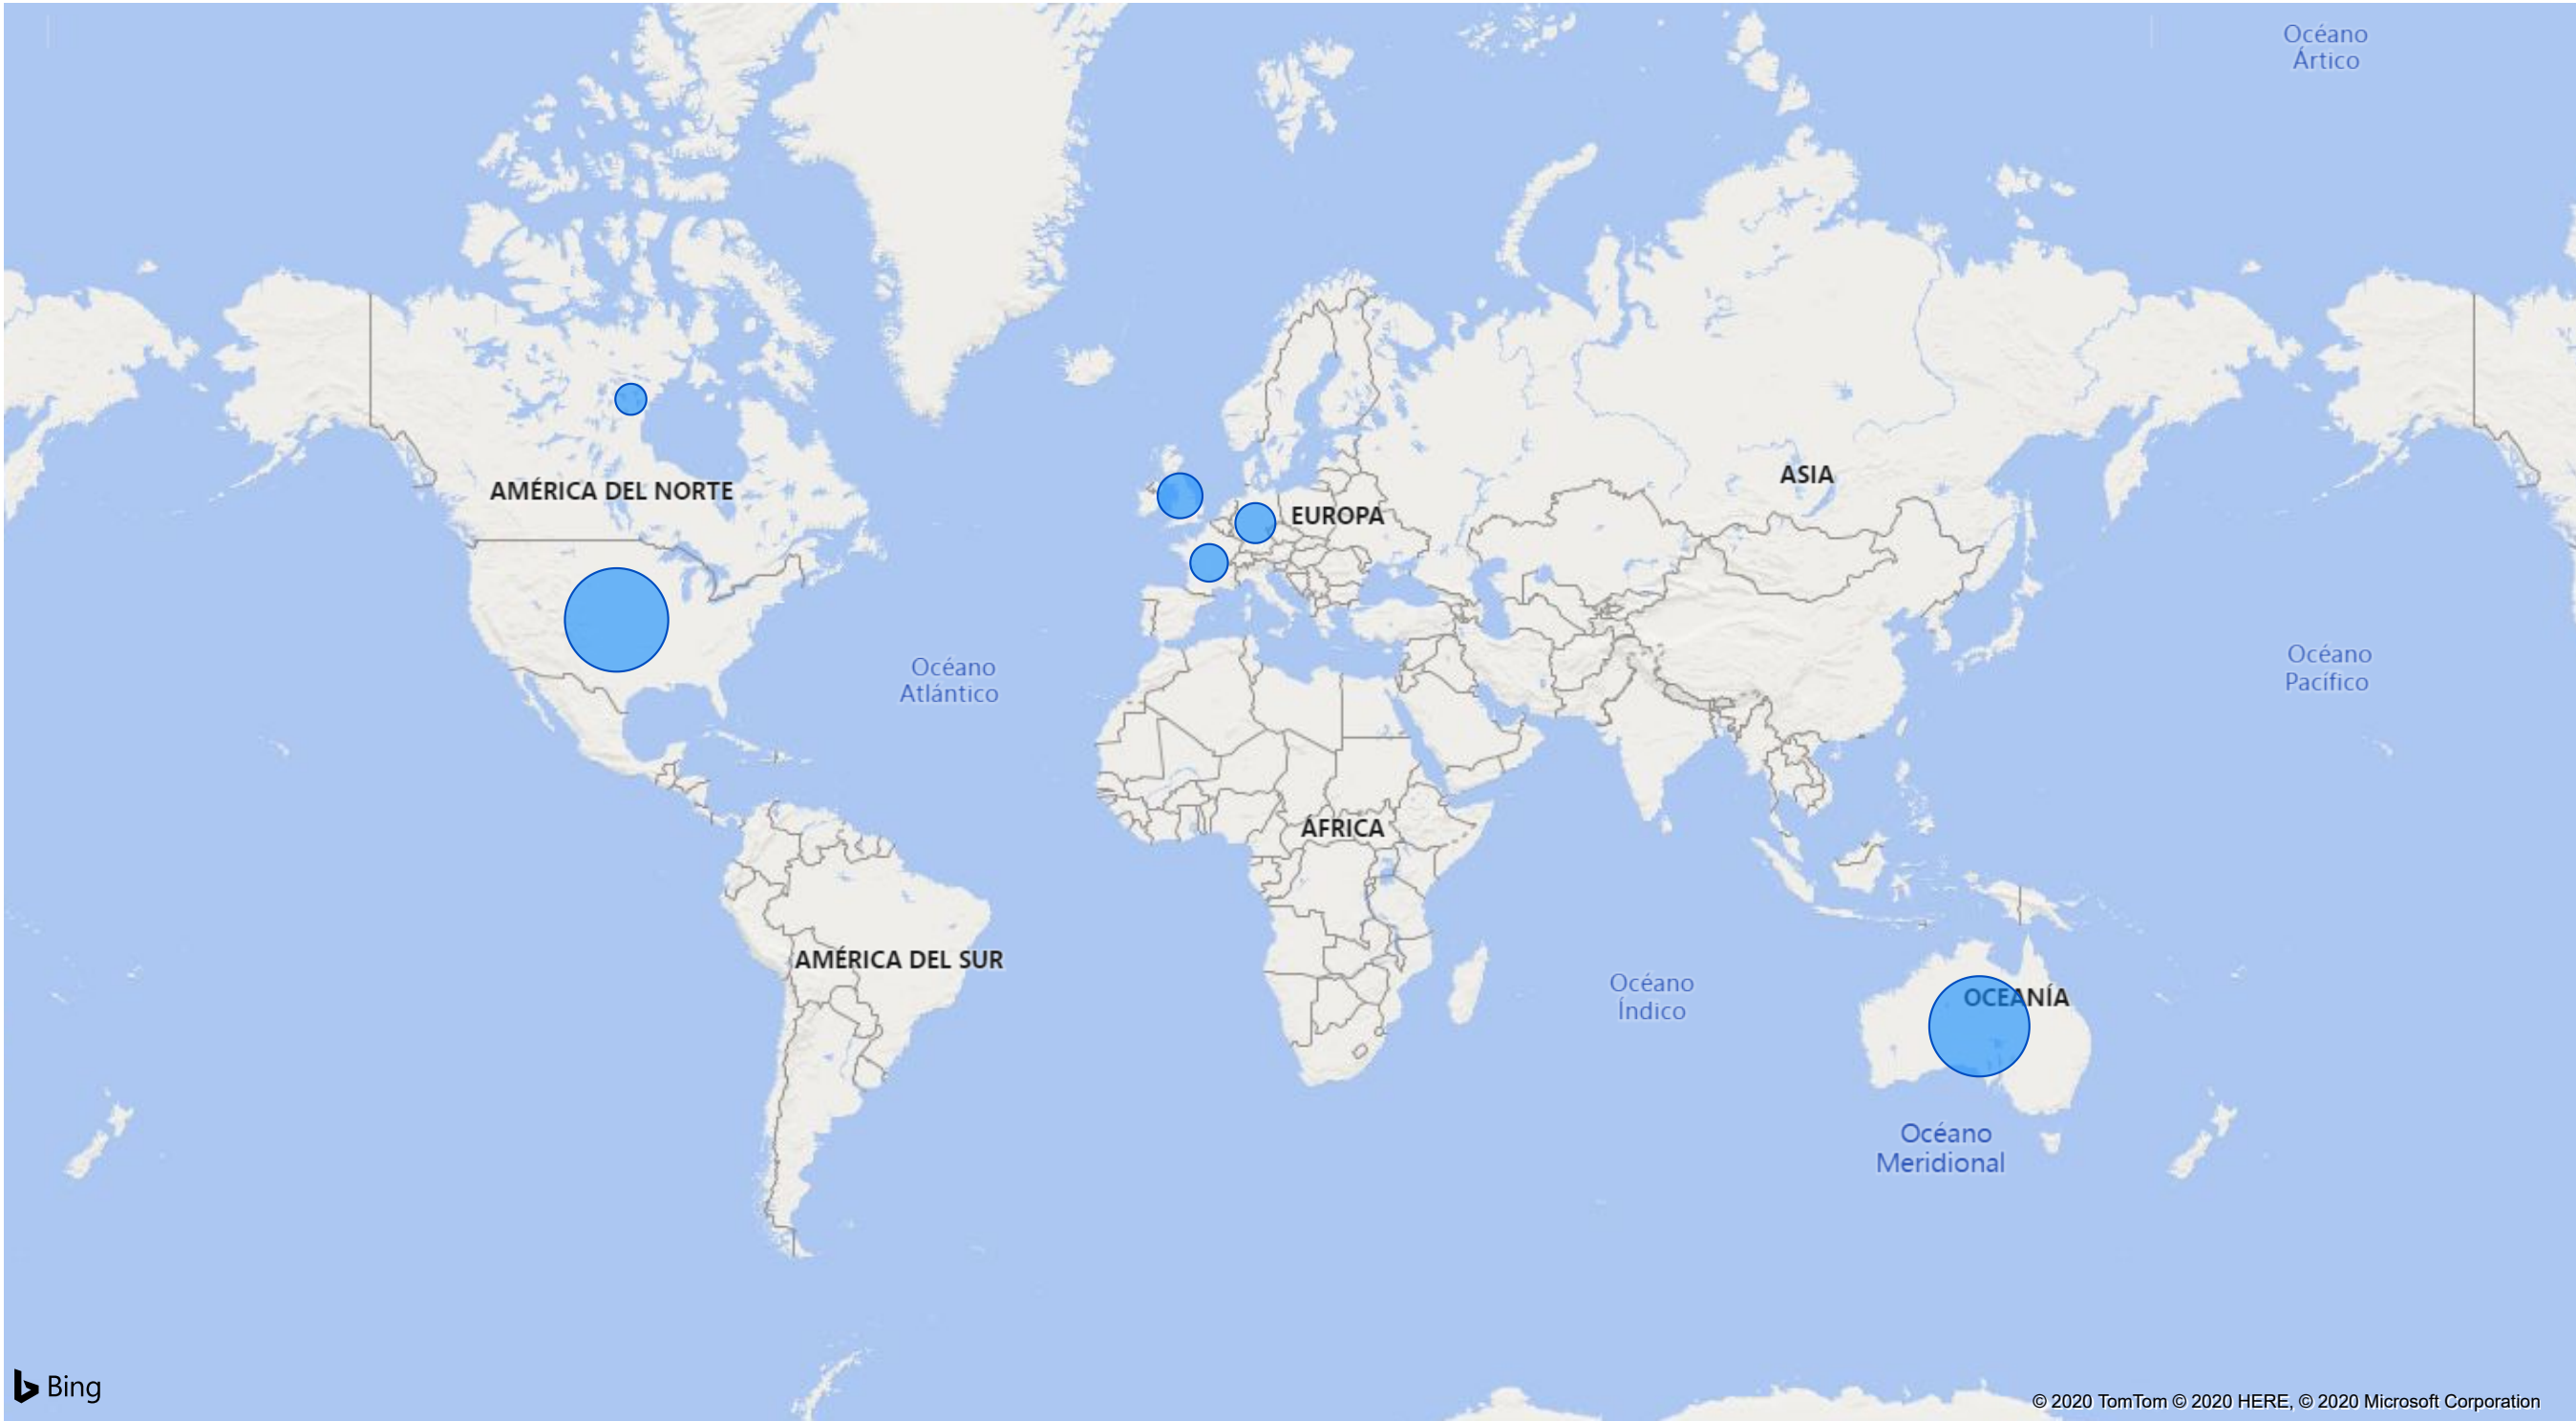 Océano
Ártico
AMÉRICA DEL NORTE
ASIA
EUROPA
Océano
Atlántico
Océano
Pacífico
ÁFRICA
AMÉRICA DEL SUR
Océano
Índico
OCEANÍA
Océano
Meridional
Bing
© 2020 TomTom © 2020 HERE, © 2020 Microsoft Corporation